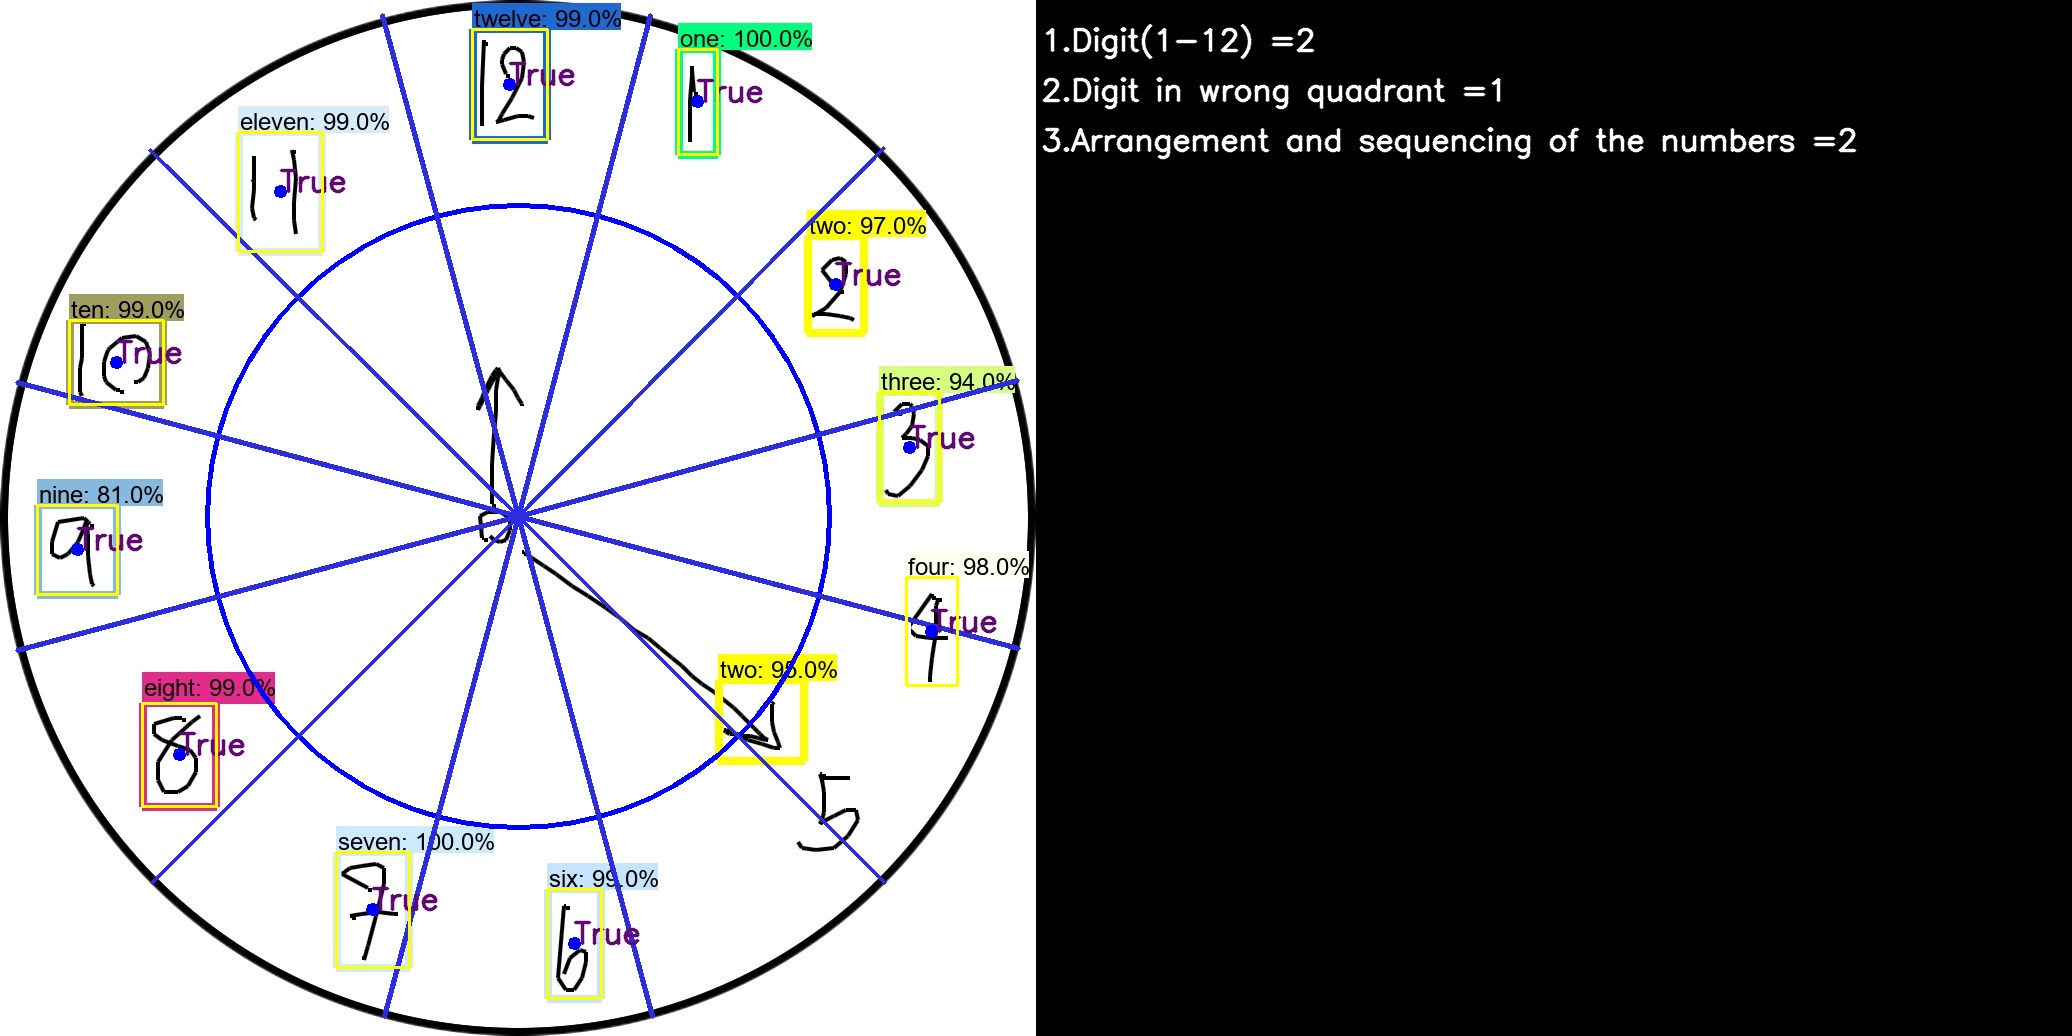 twelve: 99.0%
one: 100.0%
12 True
1 True
eleven: 99.0%
11 True
two: 97.0%
2 True
ten: 99.0%
10 True
three: 94.0%
3 True
nine: 81.0%
9 True
four: 98.0%
4 True
eight: 99.0%
8 True
two: 95.0%
5
seven: 100.0%
7 True
six: 99.0%
6 True
1.Digit(1-12) =2
2.Digit in wrong quadrant =1
3.Arrangement and sequencing of the numbers =2